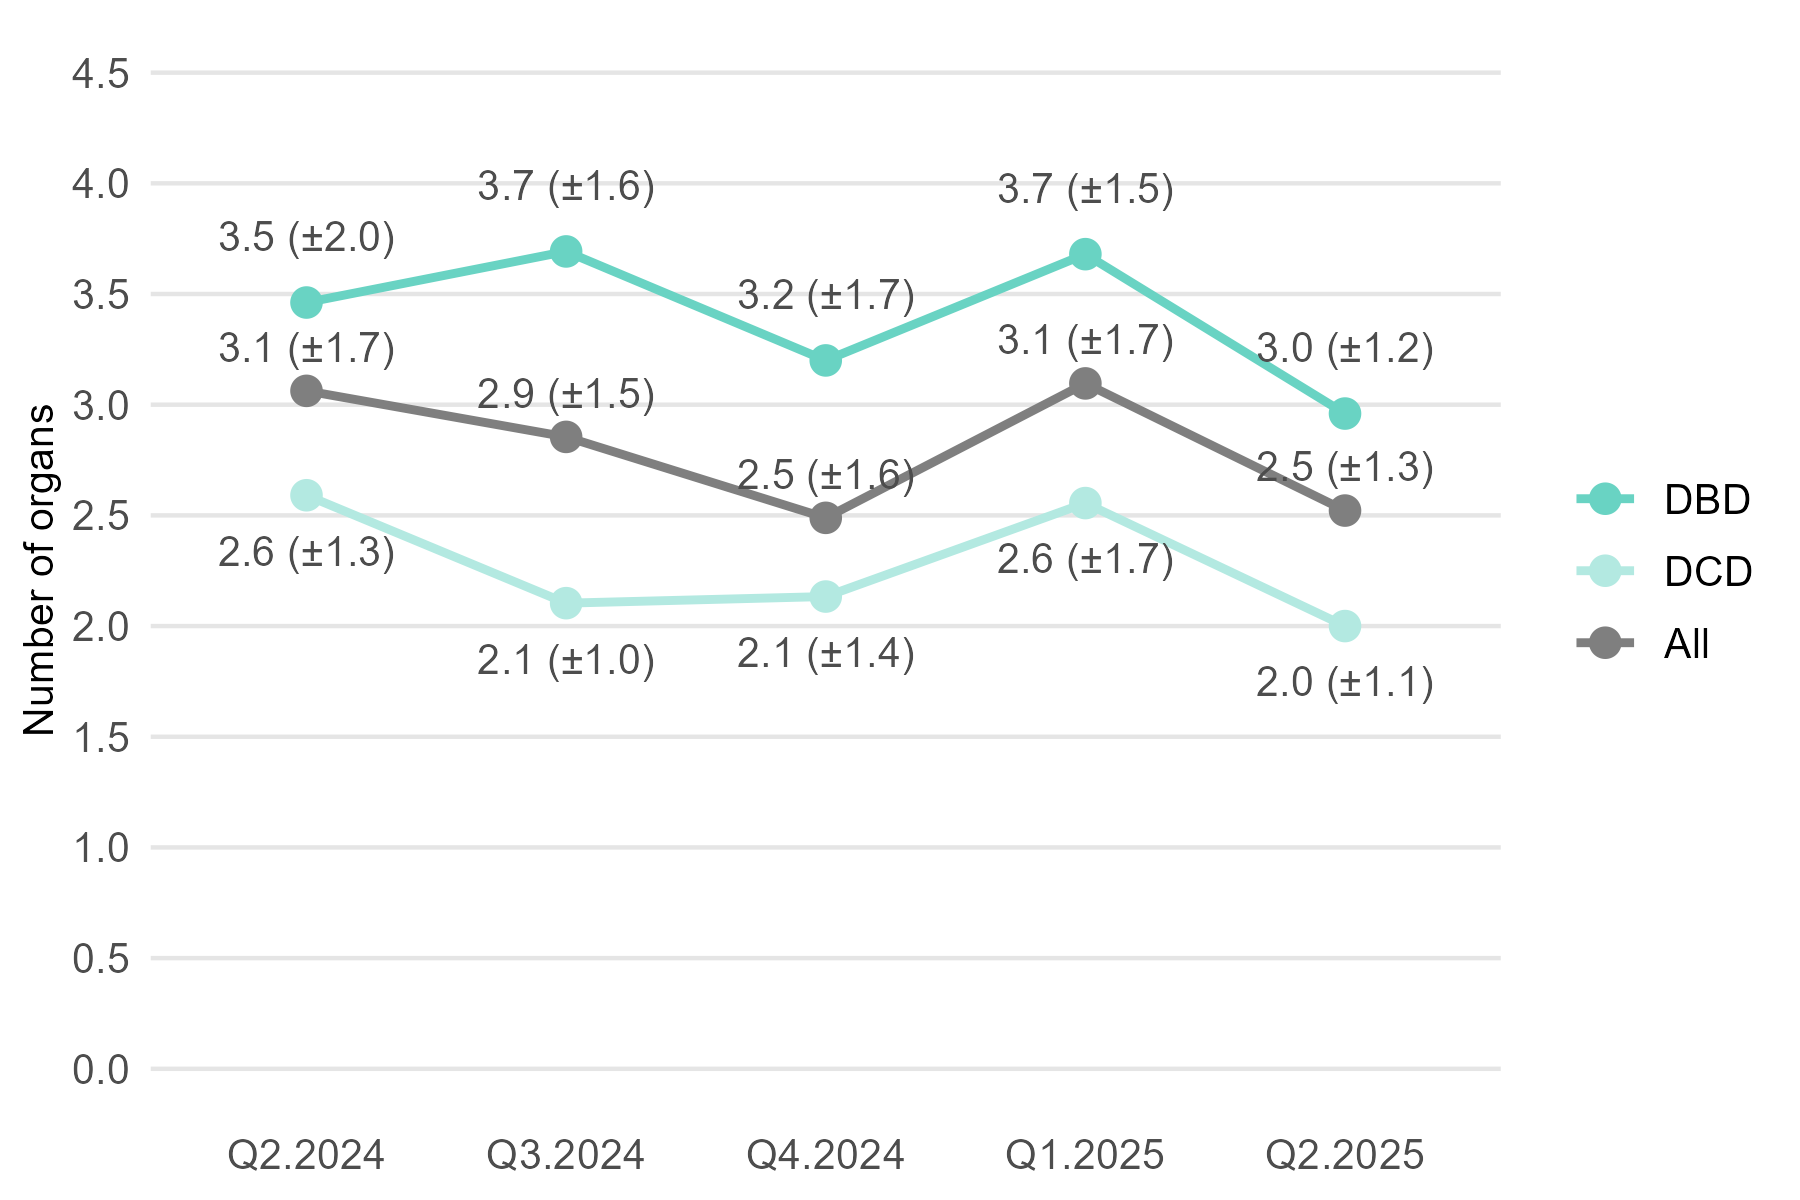 4.5
4.0
3.5
3.0
2.5
2.0
1.5
1.0
0.5
0.0
Number of organs
3.5 (±2.0)
3.7 (±1.6)
3.2 (±1.7)
3.7 (±1.5)
3.0 (±1.2)
3.1 (±1.7)
2.9 (±1.5)
2.5 (±1.6)
3.1 (±1.7)
2.5 (±1.3)
2.6 (±1.3)
2.1 (±1.0)
2.1 (±1.4)
2.6 (±1.7)
2.0 (±1.1)
Q2.2024
Q3.2024
Q4.2024
Q1.2025
Q2.2025
DBD
DCD
All